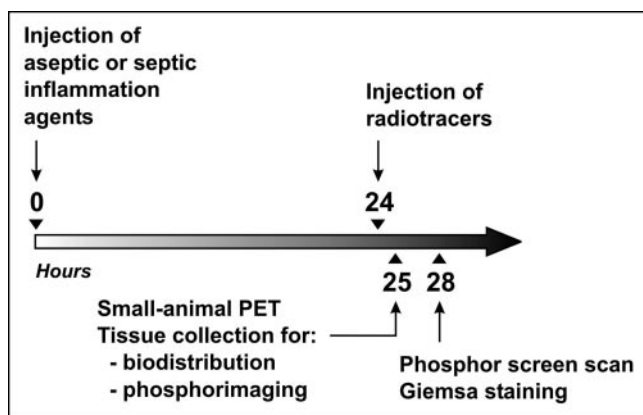 Injection of
aseptic or septic
inflammation
agents
Injection of
radiotracers
0
24
Hours
25
28
Small-animal PET
Tissue collection for:
- biodistribution
- phosphorimaging
Phosphor screen scan
Giemsa staining